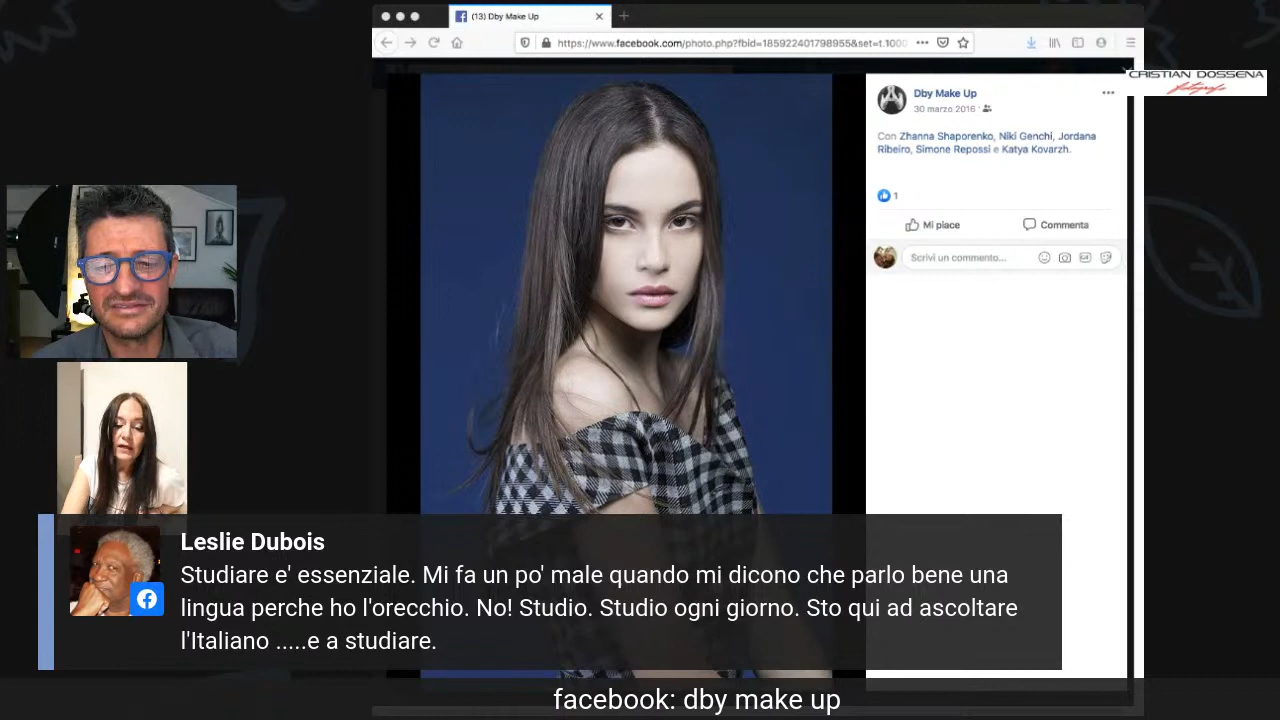 (13) Dby Make Up
https://www.facebook.com/photo.php?fbid=185922401798955&set=t.1000
CRISTIAN DOSSENA
fotografo
Dby Make Up
30 marzo 2016
Con Zhanna Shaporenko, Niki Genchi, Jordana
Ribeiro, Simone Repossi e Katya Kovarzh.
1
Mi piace
Commenta
Scrivi un commento...
GIF
Leslie Dubois
Studiare e' essenziale. Mi fa un po' male quando mi dicono che parlo bene una
lingua perche ho l'orecchio. No! Studio. Studio ogni giorno. Sto qui ad ascoltare
l'Italiano .....e a studiare.
facebook: dby make up